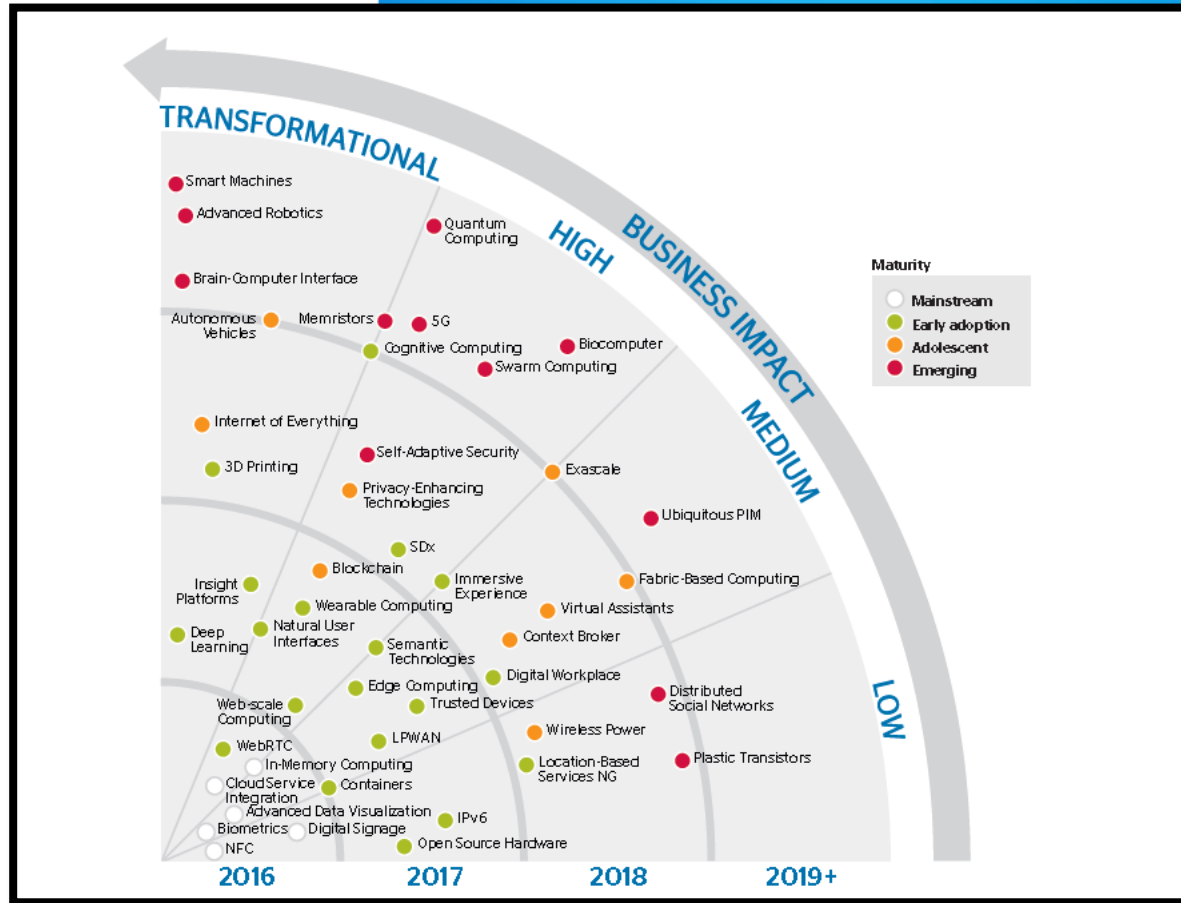 TRANSFORMATIONAL
HIGH
MEDIUM
LOW
BUSINESS IMPACT
Smart Machines
Advanced Robotics
Quantum
Computing
Brain-Computer Interface
Autonomous
Vehicles
Memristors
5G
Cognitive Computing
Biocomputer
Swarm Computing
Internet of Everything
3D Printing
Self-Adaptive Security
Privacy-Enhancing
Technologies
Exascale
Ubiquitous PIM
SDx
Blockchain
Insight
Platforms
Immersive
Experience
Fabric-Based Computing
Wearable Computing
Virtual Assistants
Deep
Learning
Natural User
Interfaces
Context Broker
Semantic
Technologies
Digital Workplace
Edge Computing
Distributed
Social Networks
Web-scale
Computing
Trusted Devices
Wireless Power
WebRTC
LPWAN
Location-Based
Services NG
Plastic Transistors
In-Memory Computing
Cloud Service
Integration
Containers
Advanced Data Visualization
IPv6
Biometrics
Digital Signage
Open Source Hardware
NFC
2016
2017
2018
2019+
Maturity
Mainstream
Early adoption
Adolescent
Emerging